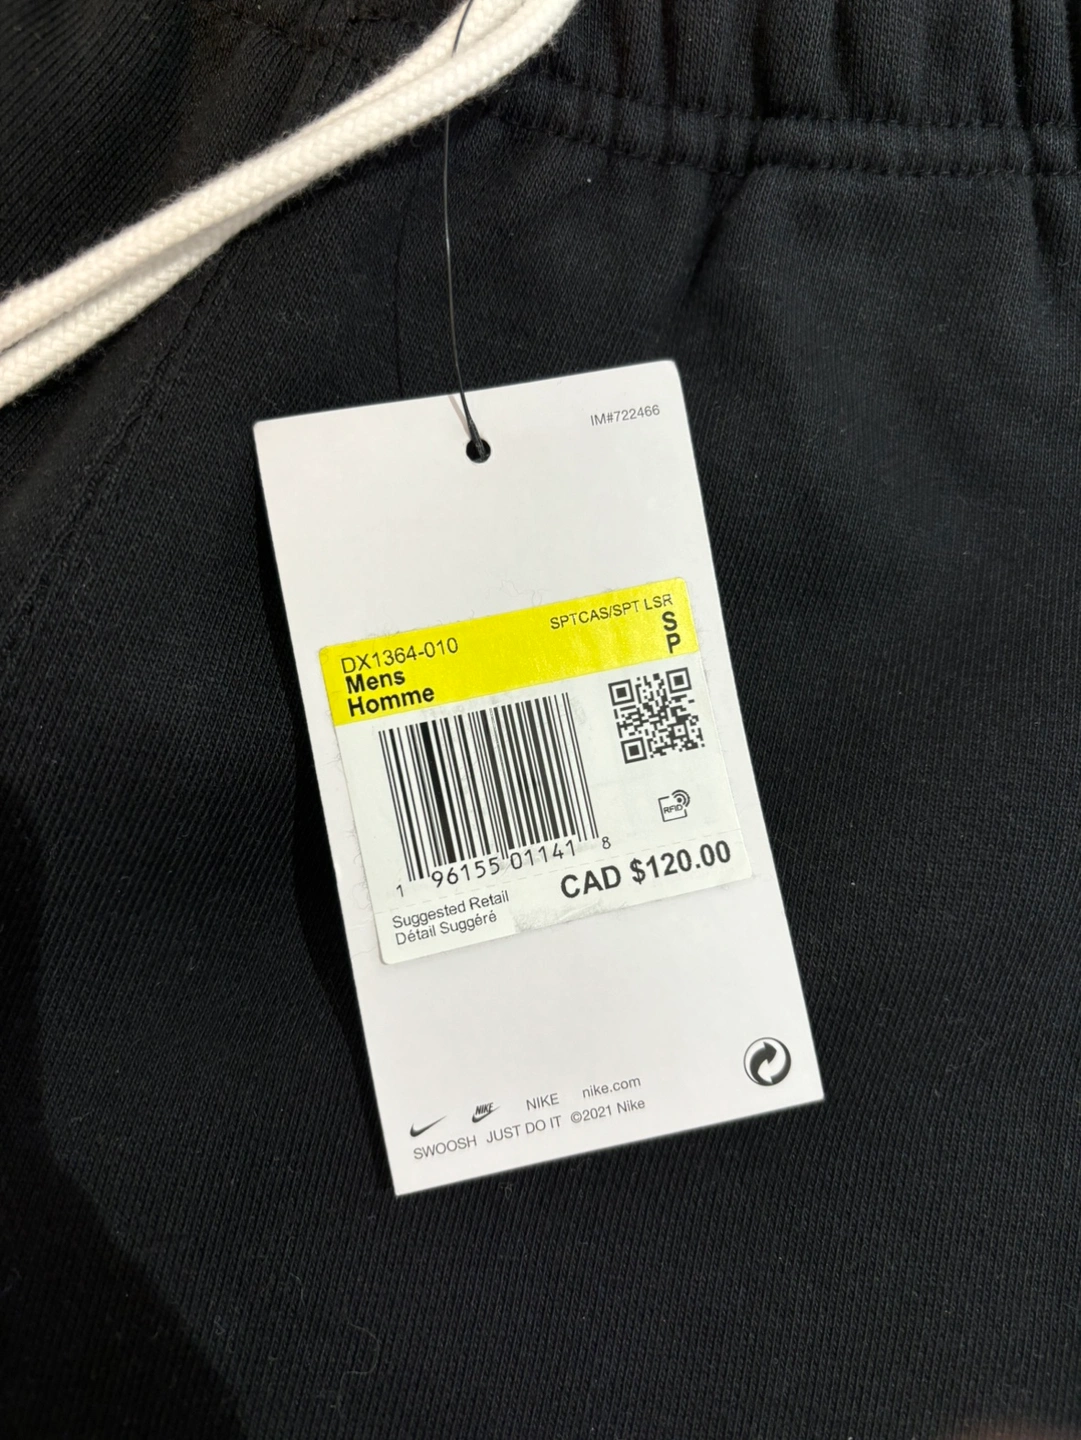 IM#722466
SPTCAS/SPT LSR
DX1364-010
S
Mens
P
Homme
RFID
1 96155 01141 8
CAD $120.00
Suggested Retail
Détail Suggéré
NIKE NIKE nike.com
SWOOSH JUST DO IT ©2021 Nike